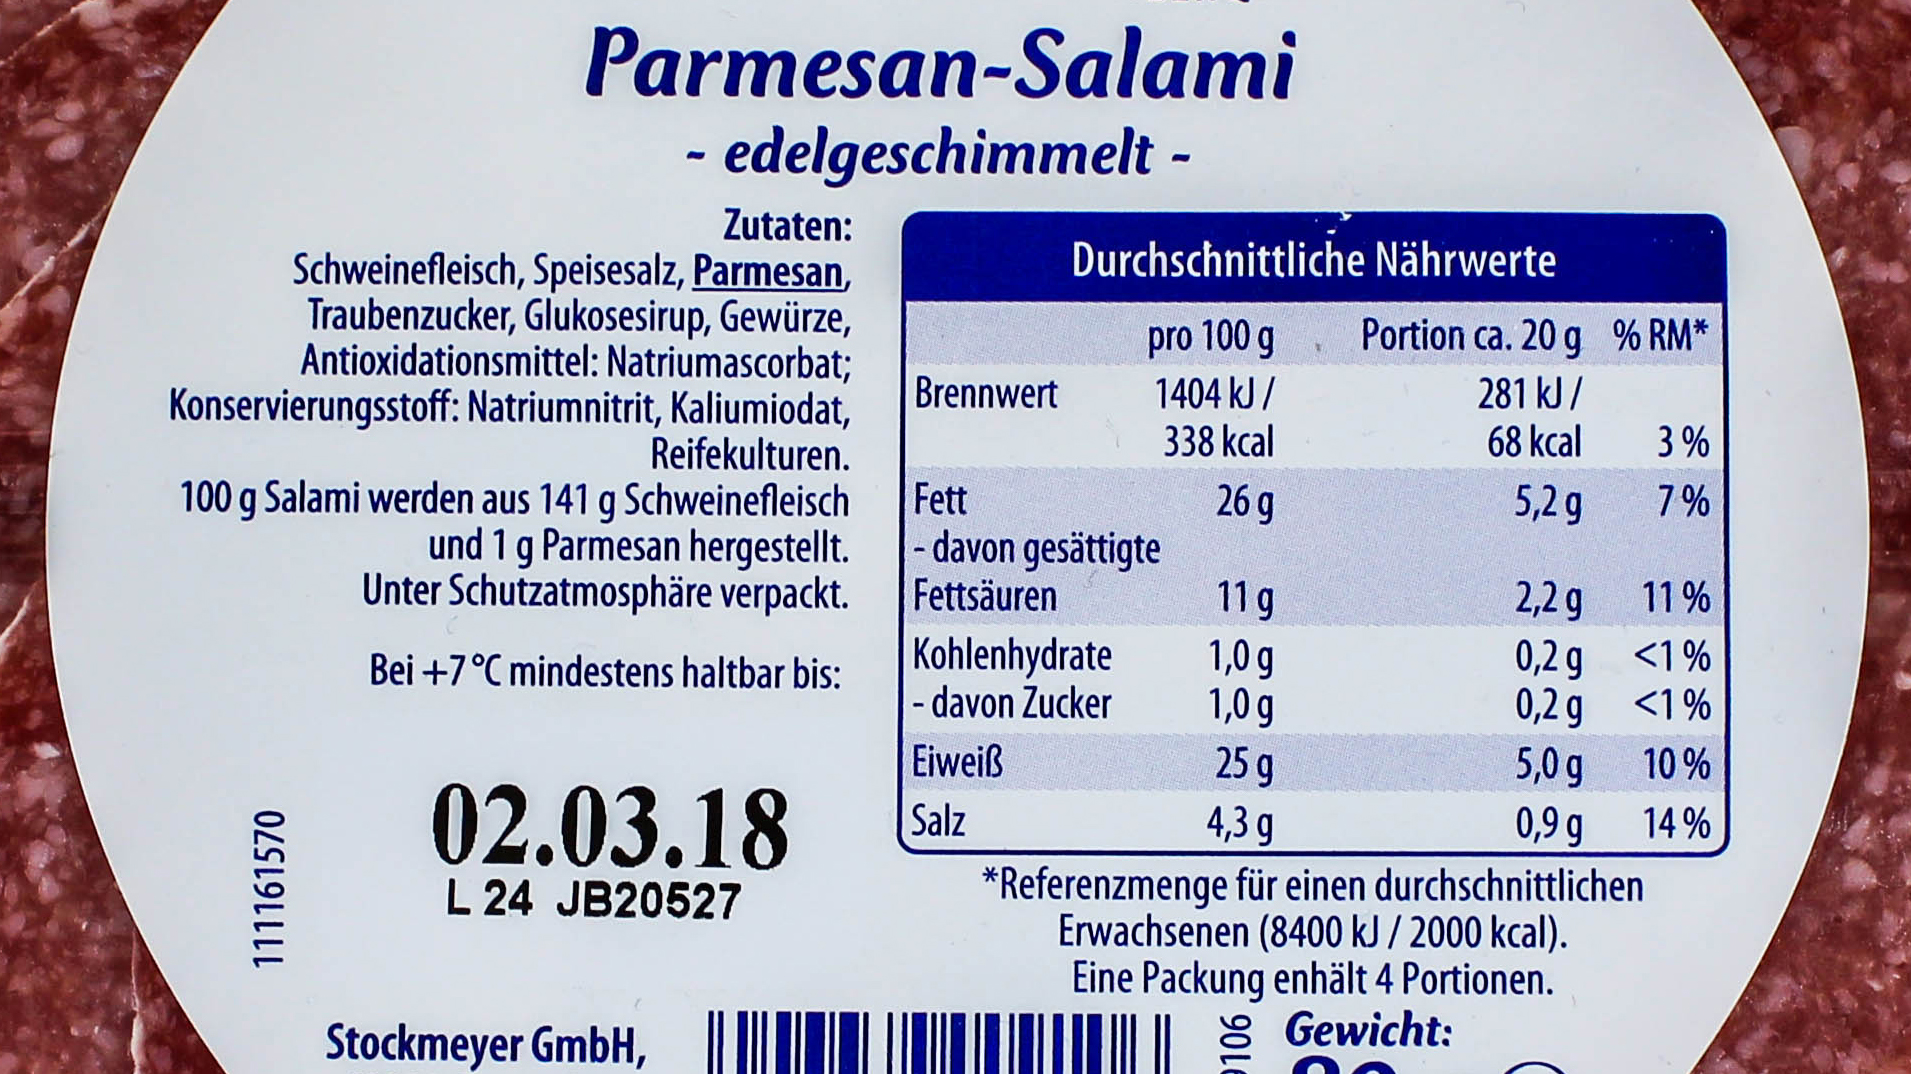 Parmesan-Salami
- edelgeschimmelt -
Zutaten:
Schweinefleisch, Speisesalz, Parmesan,
Traubenzucker, Glukosesirup, Gewürze,
Antioxidationsmittel: Natriumascorbat;
Konservierungsstoff: Natriumnitrit, Kaliumiodat,
Reifekulturen.
100 g Salami werden aus 141 g Schweinefleisch
und 1 g Parmesan hergestellt.
Unter Schutzatmosphäre verpackt.
Bei +7 °C mindestens haltbar bis:
02.03.18
L 24 JB20527
1111161570
Stockmeyer GmbH,
Durchschnittliche Nährwerte
pro 100 g Portion ca. 20 g % RM*
Brennwert 1404 kJ / 281 kJ /
338 kcal 68 kcal 3 %
Fett 26 g 5,2 g 7 %
- davon gesättigte
Fettsäuren 11 g 2,2 g 11 %
Kohlenhydrate 1,0 g 0,2 g <1 %
- davon Zucker 1,0 g 0,2 g <1 %
Eiweiß 25 g 5,0 g 10 %
Salz 4,3 g 0,9 g 14 %
*Referenzmenge für einen durchschnittlichen
Erwachsenen (8400 kJ / 2000 kcal).
Eine Packung enhält 4 Portionen.
Gewicht: